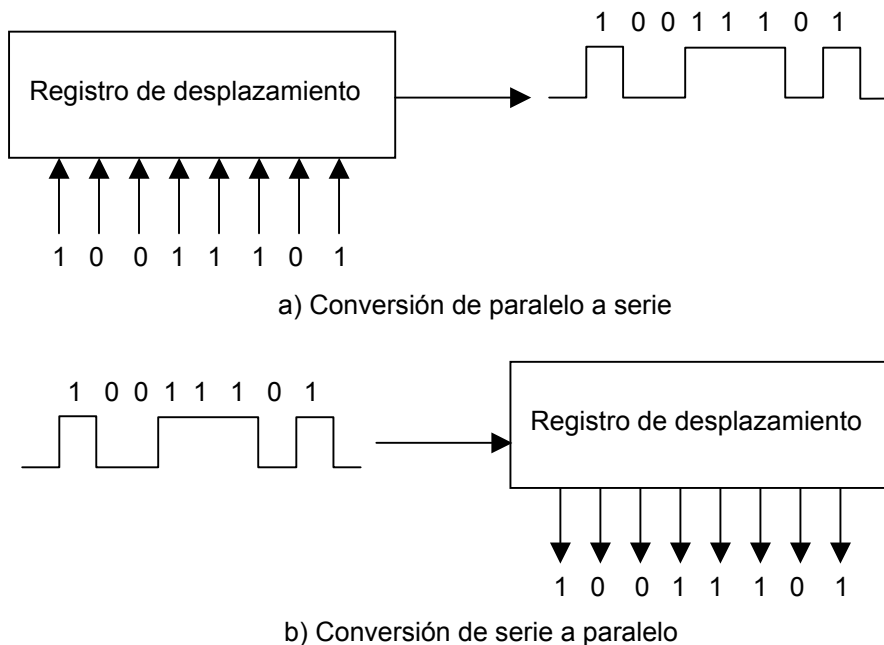 1 0 0 1 1 1 0 1
Registro de desplazamiento
1 0 0 1 1 1 0 1
a) Conversión de paralelo a serie
1 0 0 1 1 1 0 1
Registro de desplazamiento
1 0 0 1 1 1 0 1
b) Conversión de serie a paralelo